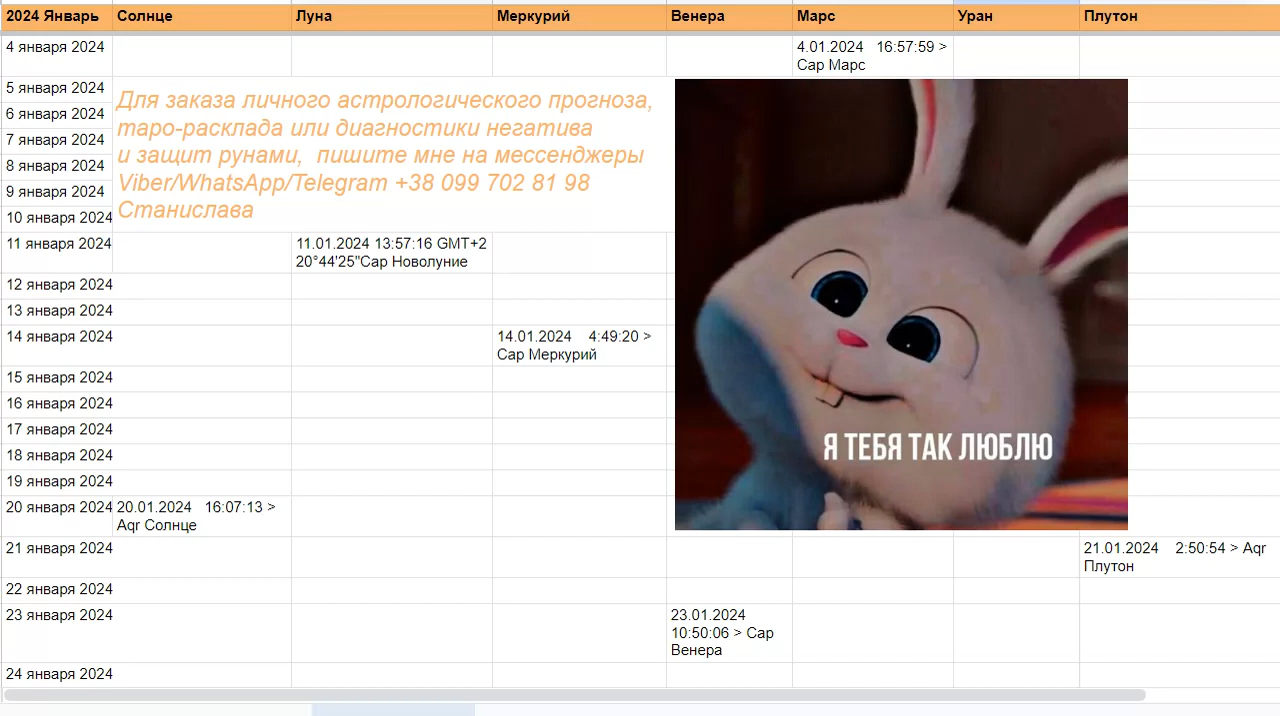 2024 Январь Солнце Луна Меркурий Венера Марс Уран Плутон
4 января 2024 4.01.2024 16:57:59 >
Cap Марс
5 января 2024
6 января 2024
7 января 2024
8 января 2024
9 января 2024
10 января 2024
Для заказа личного астрологического прогноза,
таро-расклада или диагностики негатива
и защит рунами, пишите мне на мессенджеры
Viber/WhatsApp/Telegram +38 099 702 81 98
Станислава
11 января 2024 11.01.2024 13:57:16 GMT+2
20°44'25"Cap Новолуние
12 января 2024
13 января 2024
14 января 2024 14.01.2024 4:49:20 >
Cap Меркурий
15 января 2024
16 января 2024
17 января 2024
18 января 2024
Я ТЕБЯ ТАК ЛЮБЛЮ
19 января 2024
20 января 2024 20.01.2024 16:07:13 >
Aqr Солнце
21 января 2024 21.01.2024 2:50:54 > Aqr
Плутон
22 января 2024
23 января 2024 23.01.2024
10:50:06 > Cap
Венера
24 января 2024